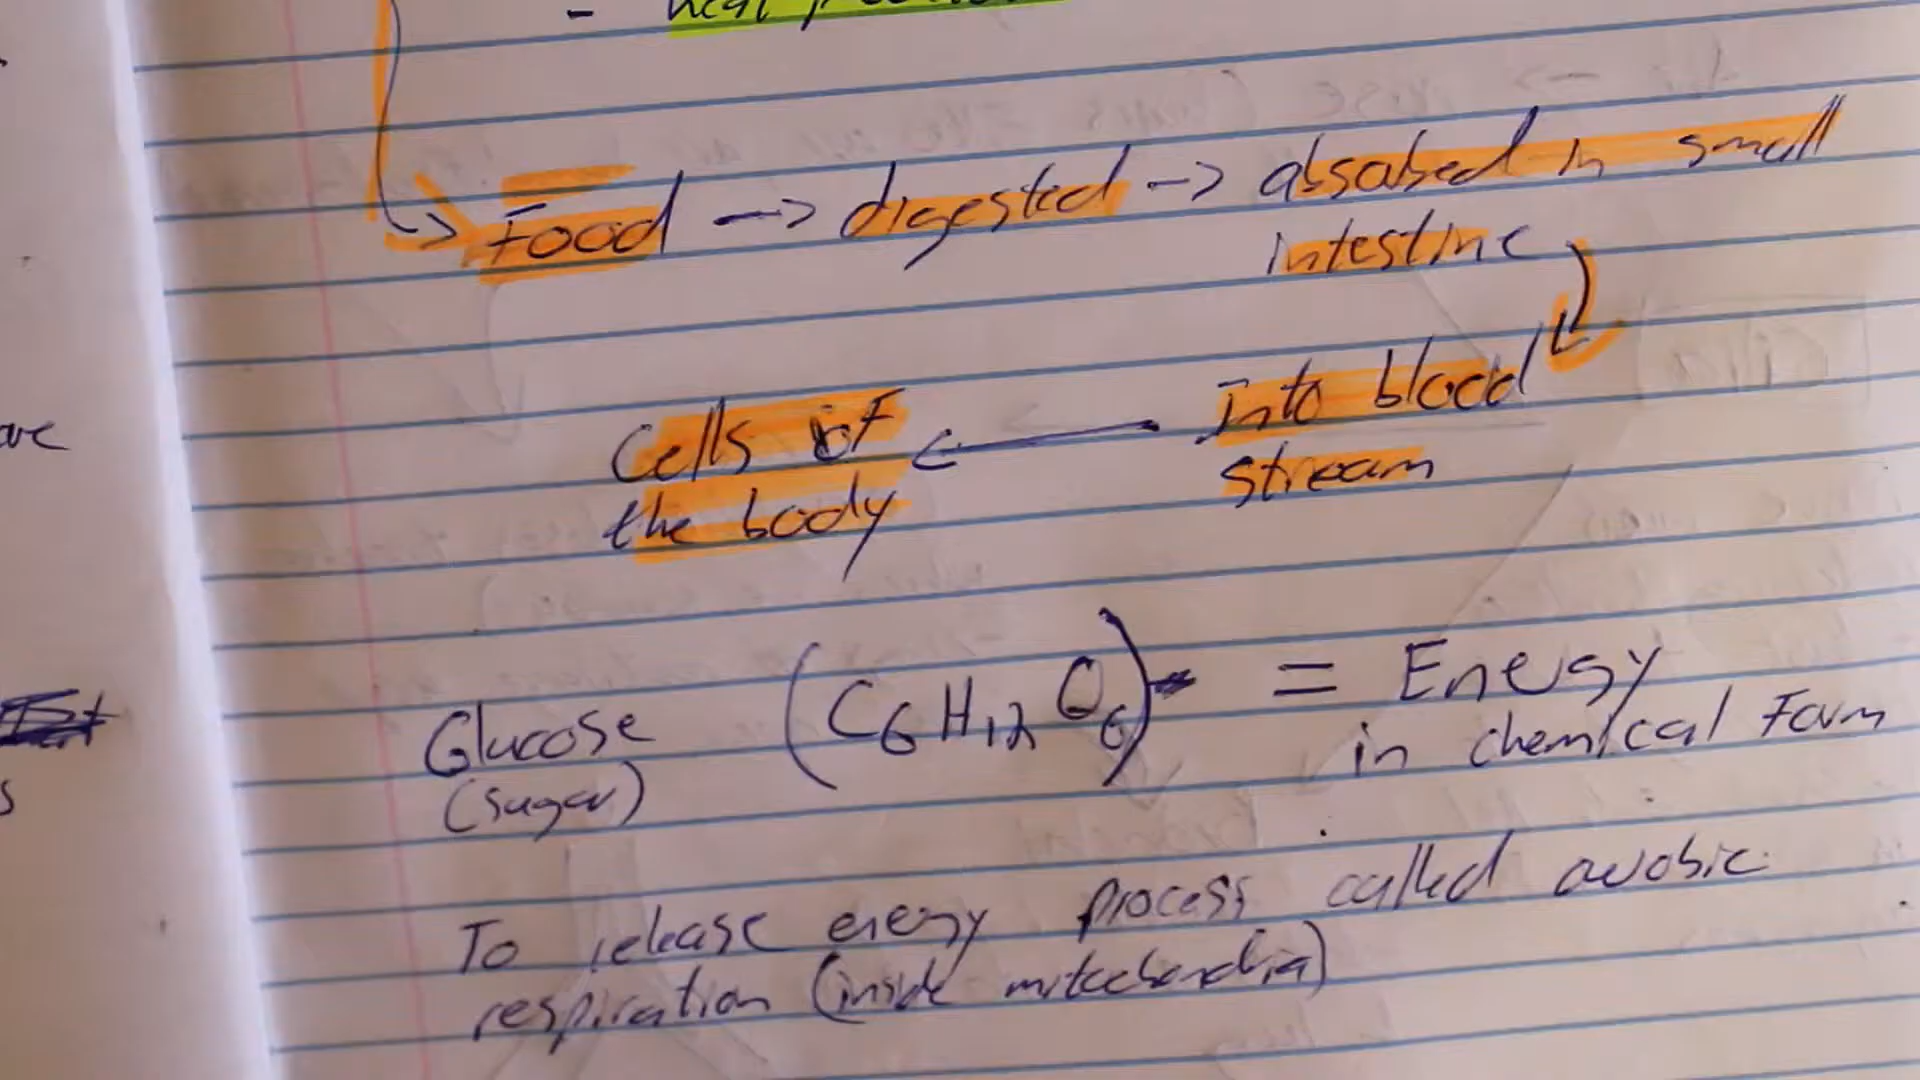 - heat
Food -> digested -> absorbed in small
intestine
Into blood
stream
Cells of
the body
Glucose (C6H12O6) = Energy
(sugar) in chemical Form
To release energy process called aerobic
respiration (inside mitochondria)